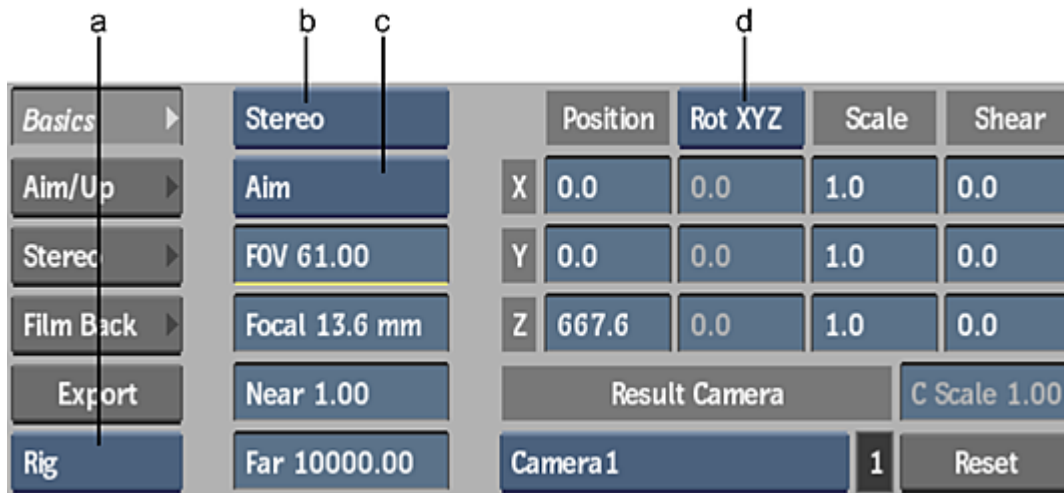 a b c d
Basics Stereo Position Rot XYZ Scale Shear
Aim/Up Aim X 0.0 0.0 1.0 0.0
Stereo FOV 61.00 Y 0.0 0.0 1.0 0.0
Film Back Focal 13.6 mm Z 667.6 0.0 1.0 0.0
Export Near 1.00 Result Camera C Scale 1.00
Rig Far 10000.00 Camera1 1 Reset